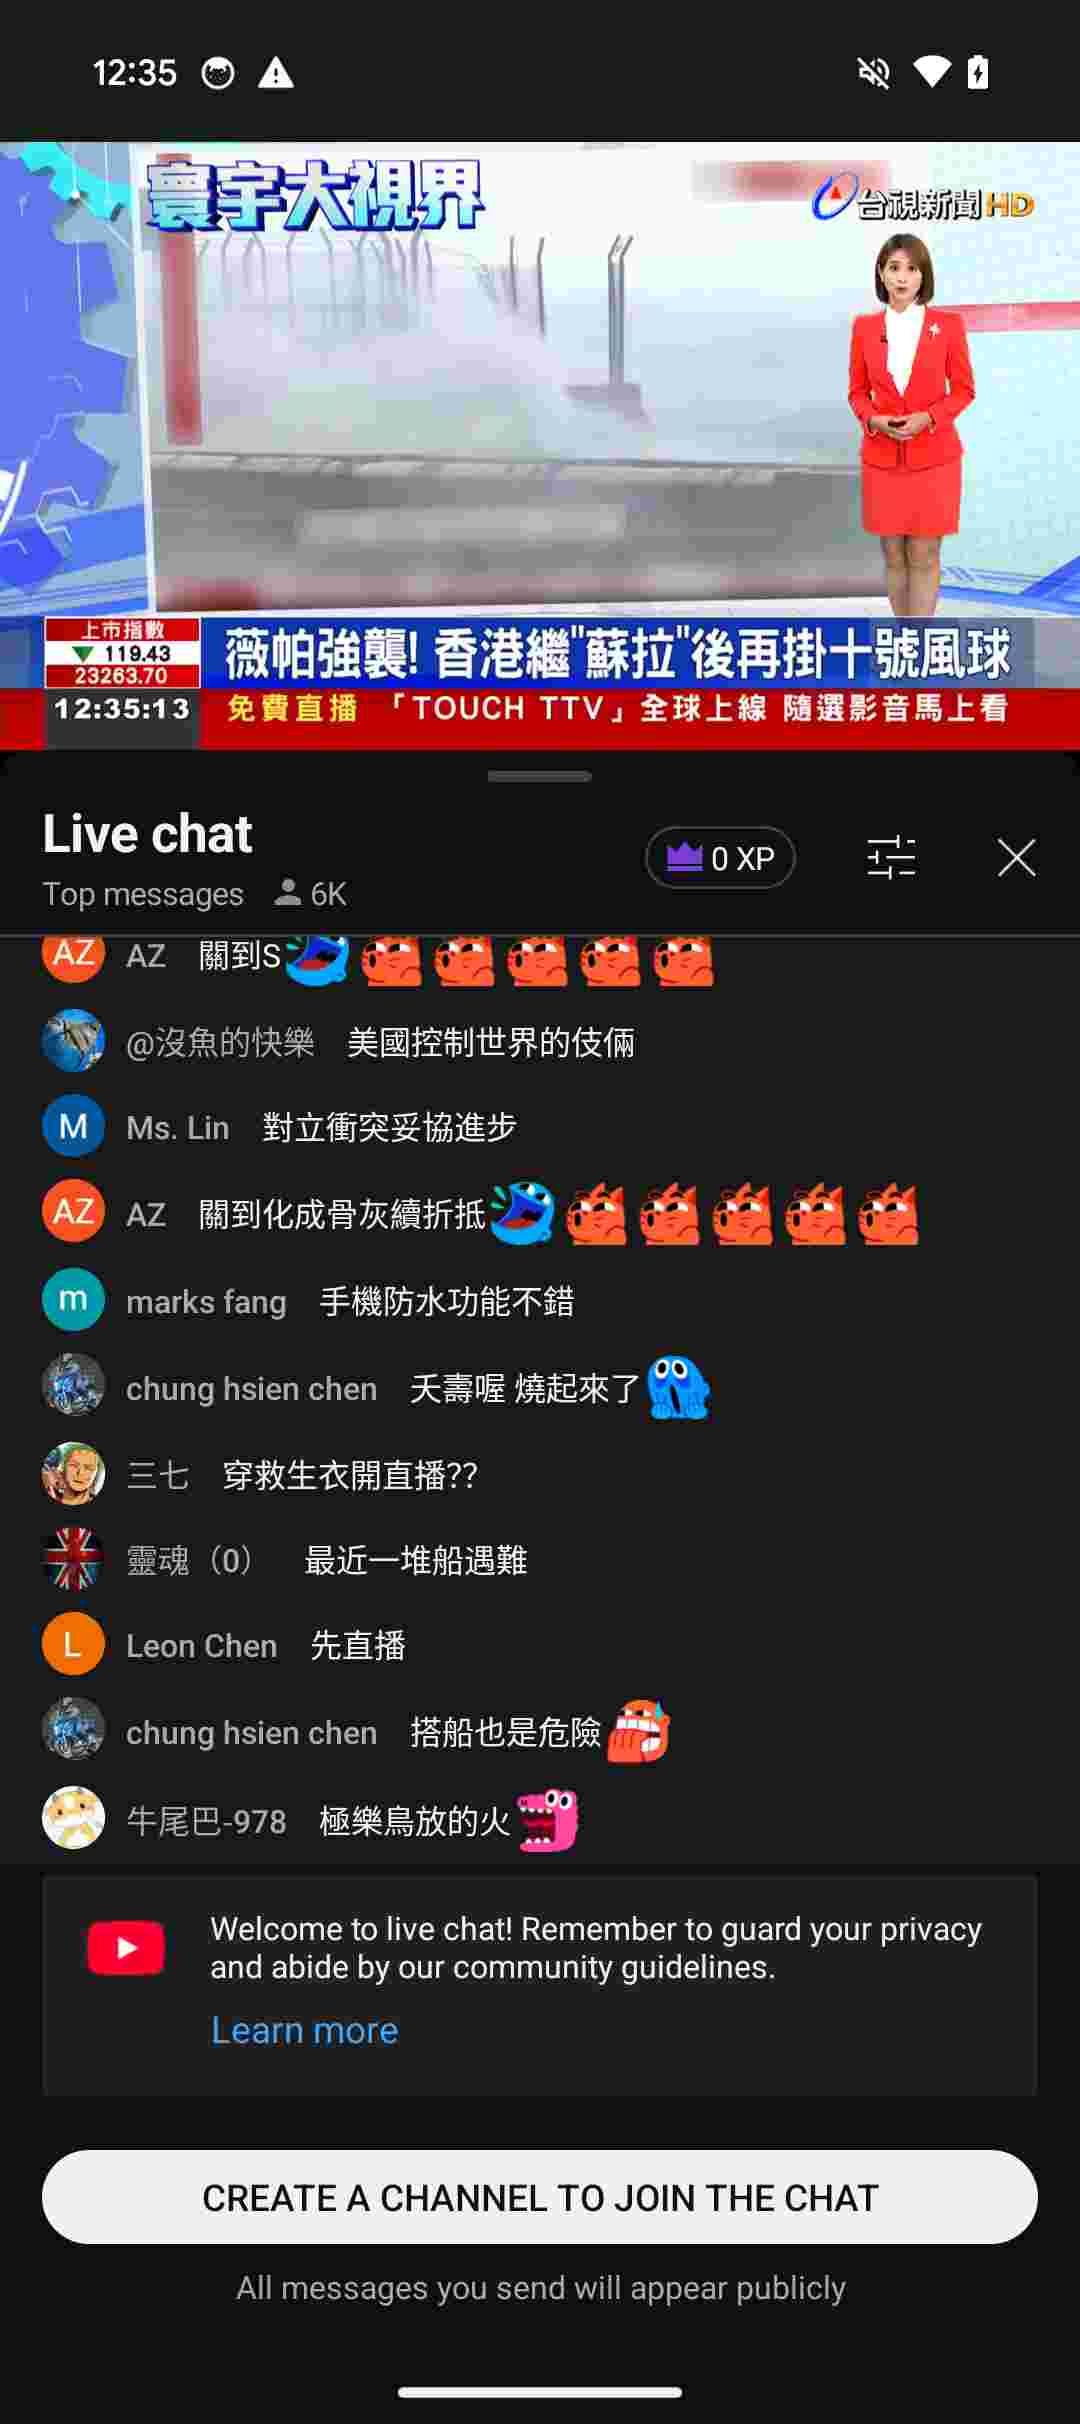 12:35
寰宇大視界
台視新聞HD
上市指數
▼ 119.43
23263.70
薇帕強襲! 香港繼"蘇拉"後再掛十號風球
12:35:13
免費直播 「TOUCH TTV」全球上線 隨選影音馬上看
Live chat
Top messages 6K
0 XP
AZ AZ 關到S
@沒魚的快樂 美國控制世界的伎倆
M Ms. Lin 對立衝突妥協進步
AZ AZ 關到化成骨灰續折抵
m marks fang 手機防水功能不錯
chung hsien chen 夭壽喔 燒起來了
三七 穿救生衣開直播??
靈魂（0） 最近一堆船遇難
L Leon Chen 先直播
chung hsien chen 搭船也是危險
牛尾巴-978 極樂鳥放的火
Welcome to live chat! Remember to guard your privacy
and abide by our community guidelines.
Learn more
CREATE A CHANNEL TO JOIN THE CHAT
All messages you send will appear publicly